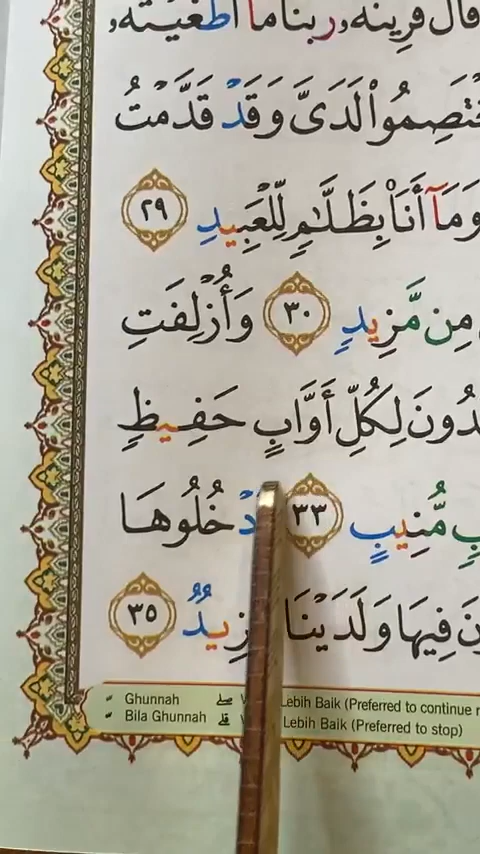 قَالَ قَرِينُهُۥ رَبَّنَا مَآ أَطْغَيْتُهُۥ
تَخْتَصِمُوا۟ لَدَىَّ وَقَدْ قَدَّمْتُ
وَمَآ أَنَا۠ بِظَلَّـٰمٍ لِّلْعَبِيدِ ٢٩
مِن مَّزِيدٍ ٣٠ وَأُزْلِفَتِ
لِكُلِّ أَوَّابٍ حَفِيظٍ
مُّنِيبٍ ٣٣ خُلُوهَا
فِيهَا وَلَدَيْنَا ٣٥
Ghunnah
Lebih Baik (Preferred to continue
Bila Ghunnah
Lebih Baik (Preferred to stop)